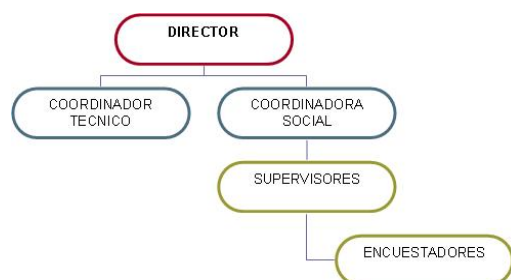 DIRECTOR
COORDINADOR
TECNICO
COORDINADORA
SOCIAL
SUPERVISORES
ENCUESTADORES